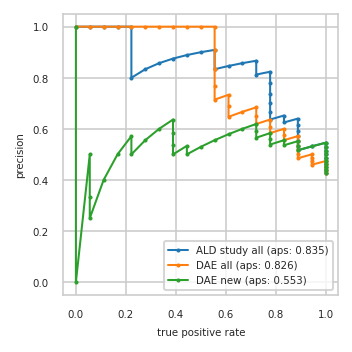 1.0
0.8
0.6
0.4
0.2
0.0
precision
0.0 0.2 0.4 0.6 0.8 1.0
true positive rate
ALD study all (aps: 0.835)
DAE all (aps: 0.826)
DAE new (aps: 0.553)